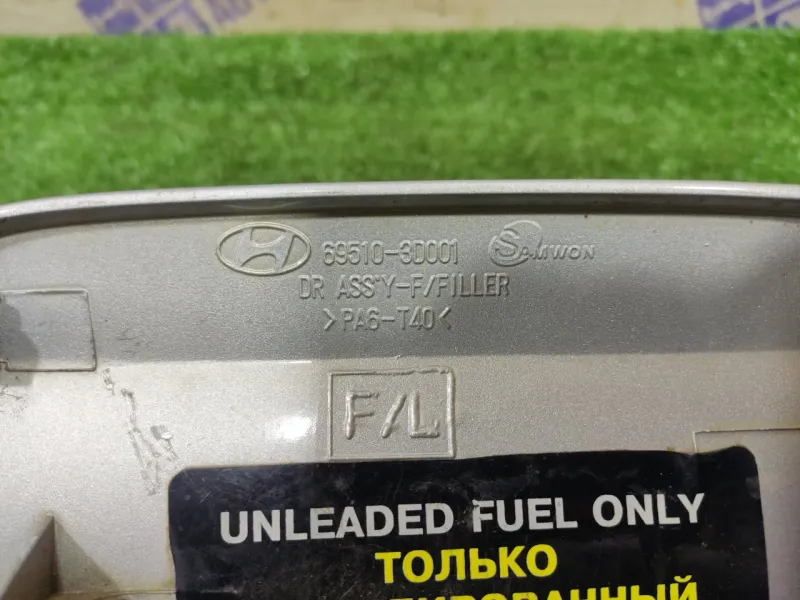 69510-3D001 SAMWON
DR ASS'Y-F/FILLER
>PA6-T40<
F/L
UNLEADED FUEL ONLY
ТОЛЬКО